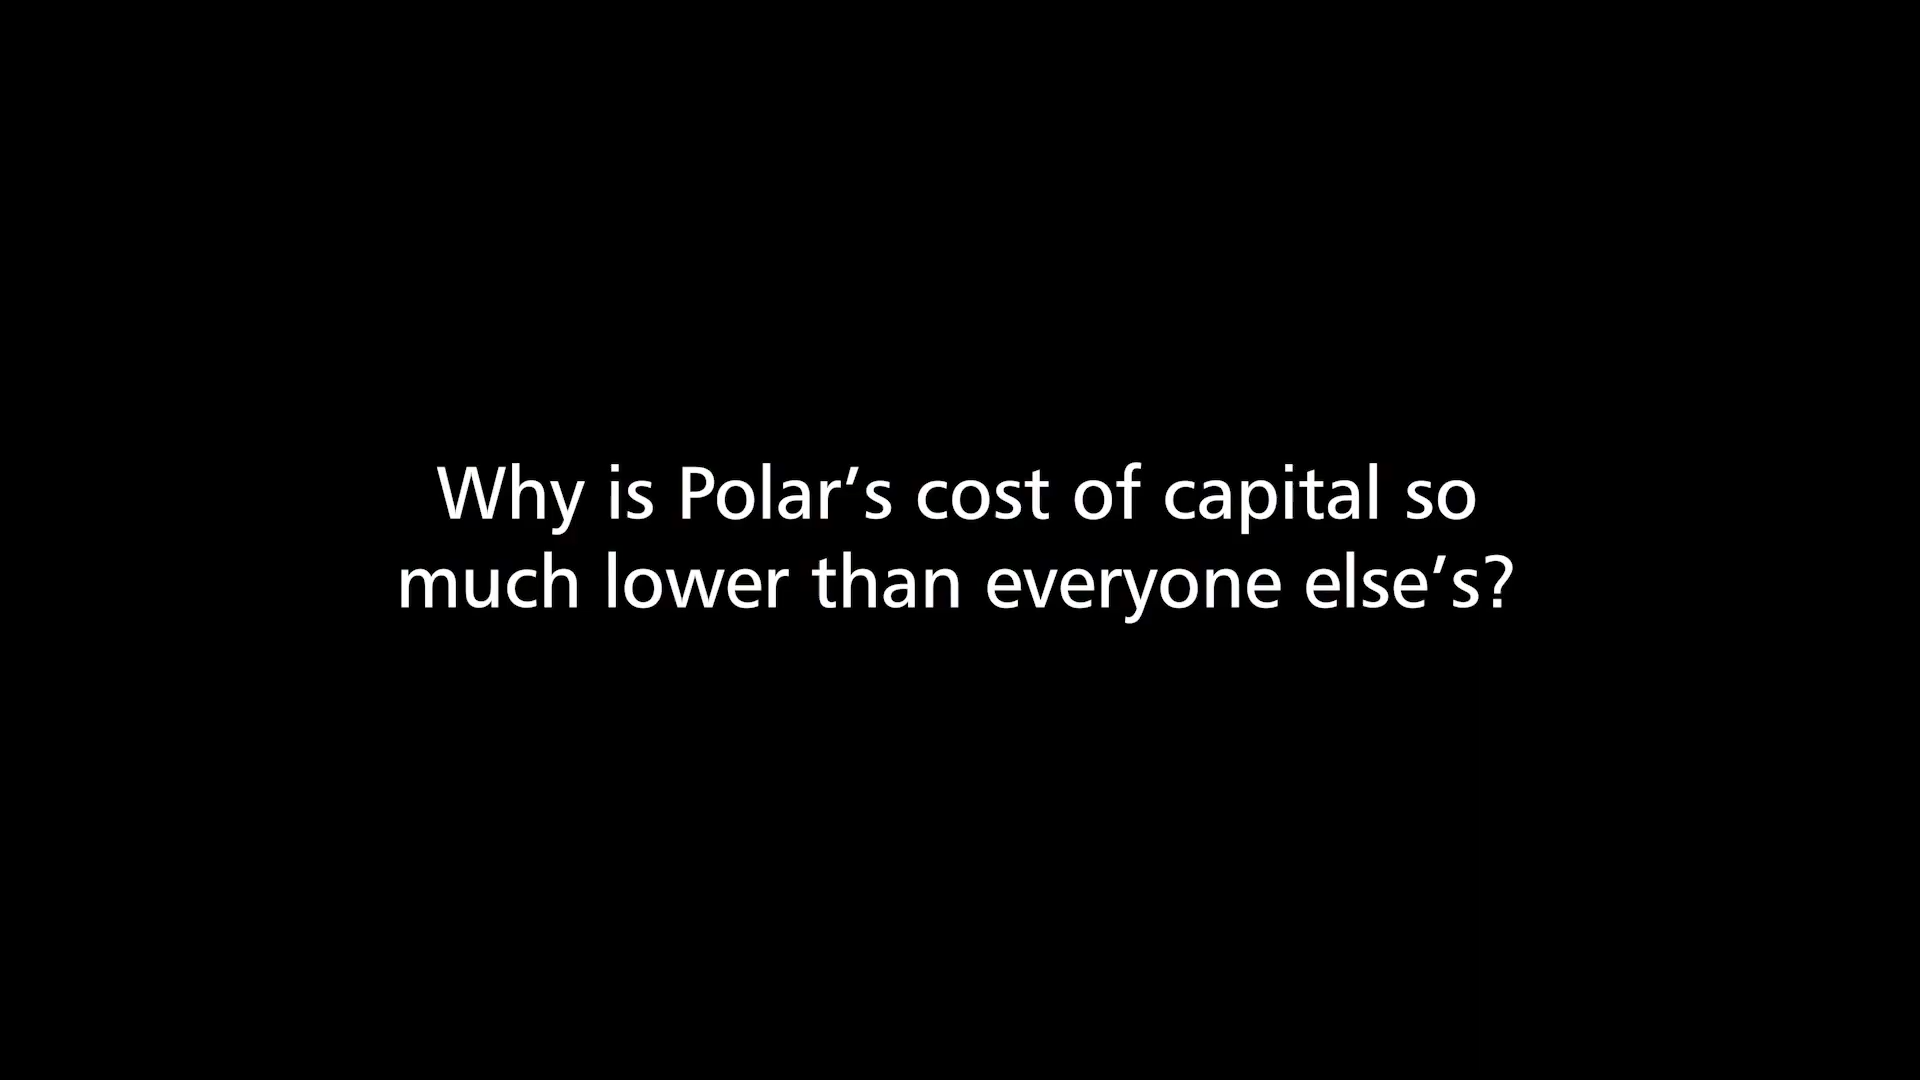 Why is Polar’s cost of capital so
much lower than everyone else’s?